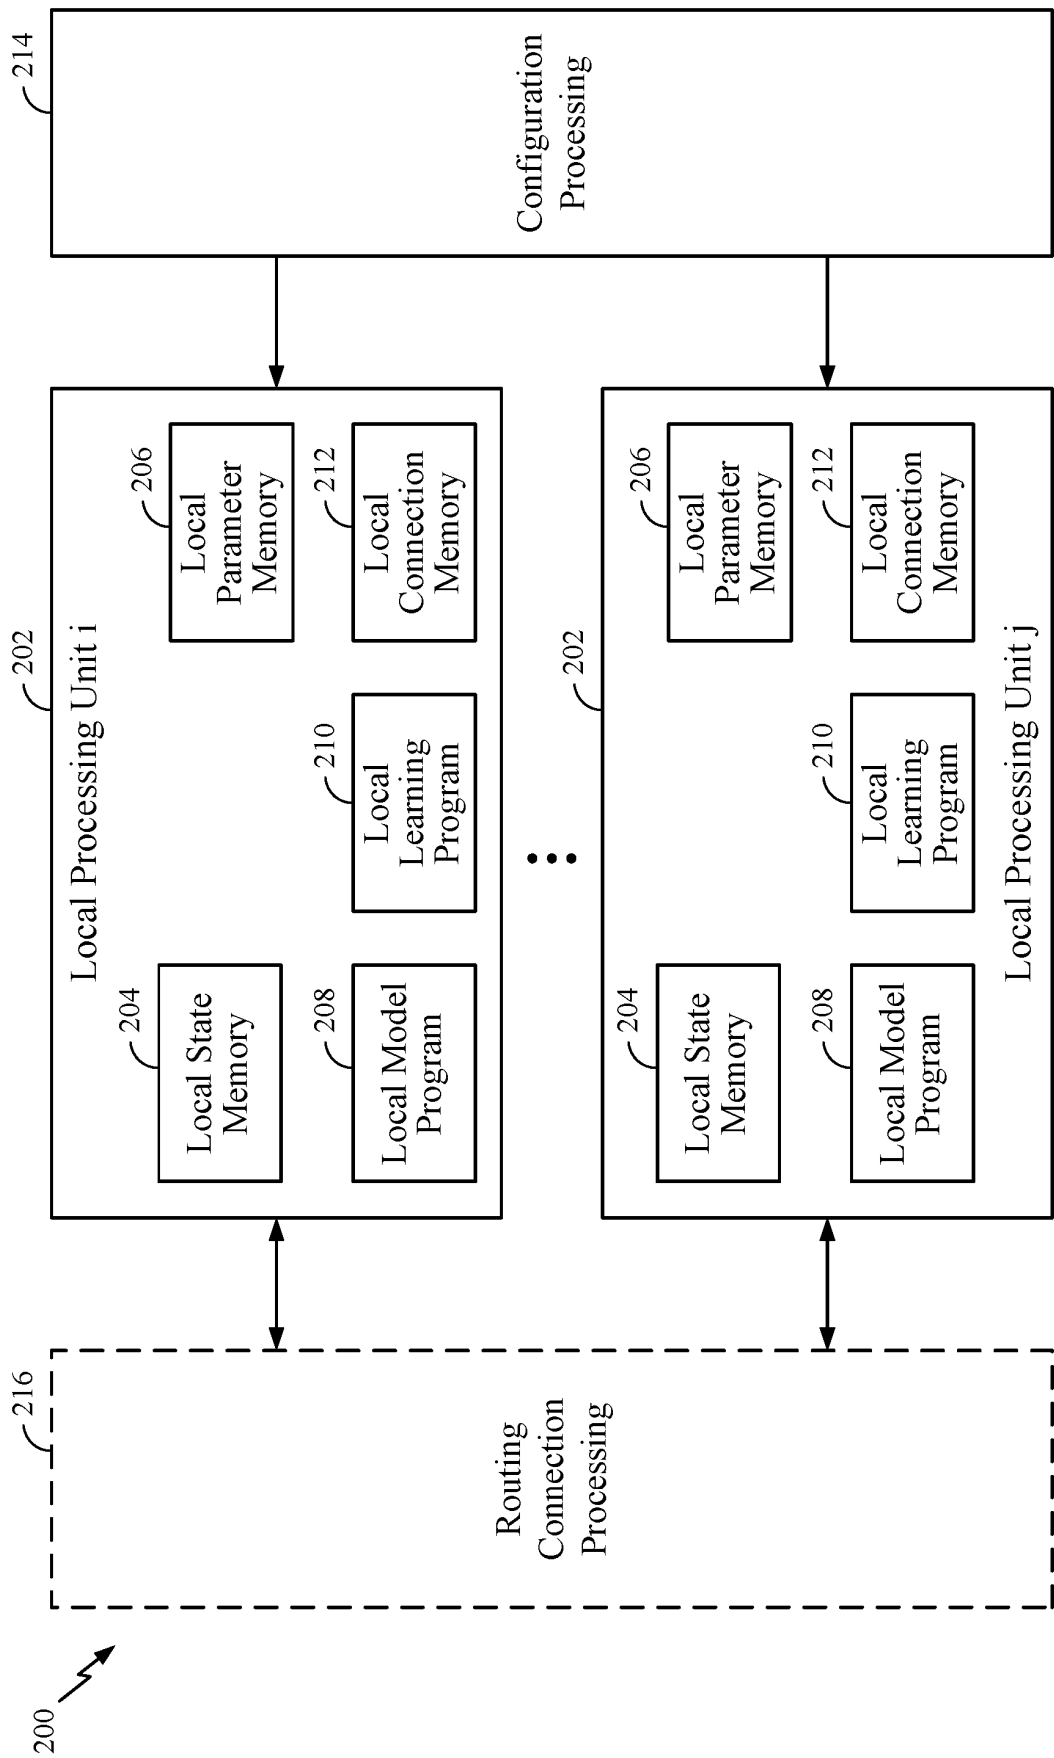 200
216
Routing
Connection
Processing
202
Local Processing Unit i
204
Local State
Memory
206
Local
Parameter
Memory
208
Local Model
Program
210
Local
Learning
Program
212
Local
Connection
Memory
202
204
Local State
Memory
206
Local
Parameter
Memory
208
Local Model
Program
210
Local
Learning
Program
212
Local
Connection
Memory
Local Processing Unit j
214
Configuration
Processing